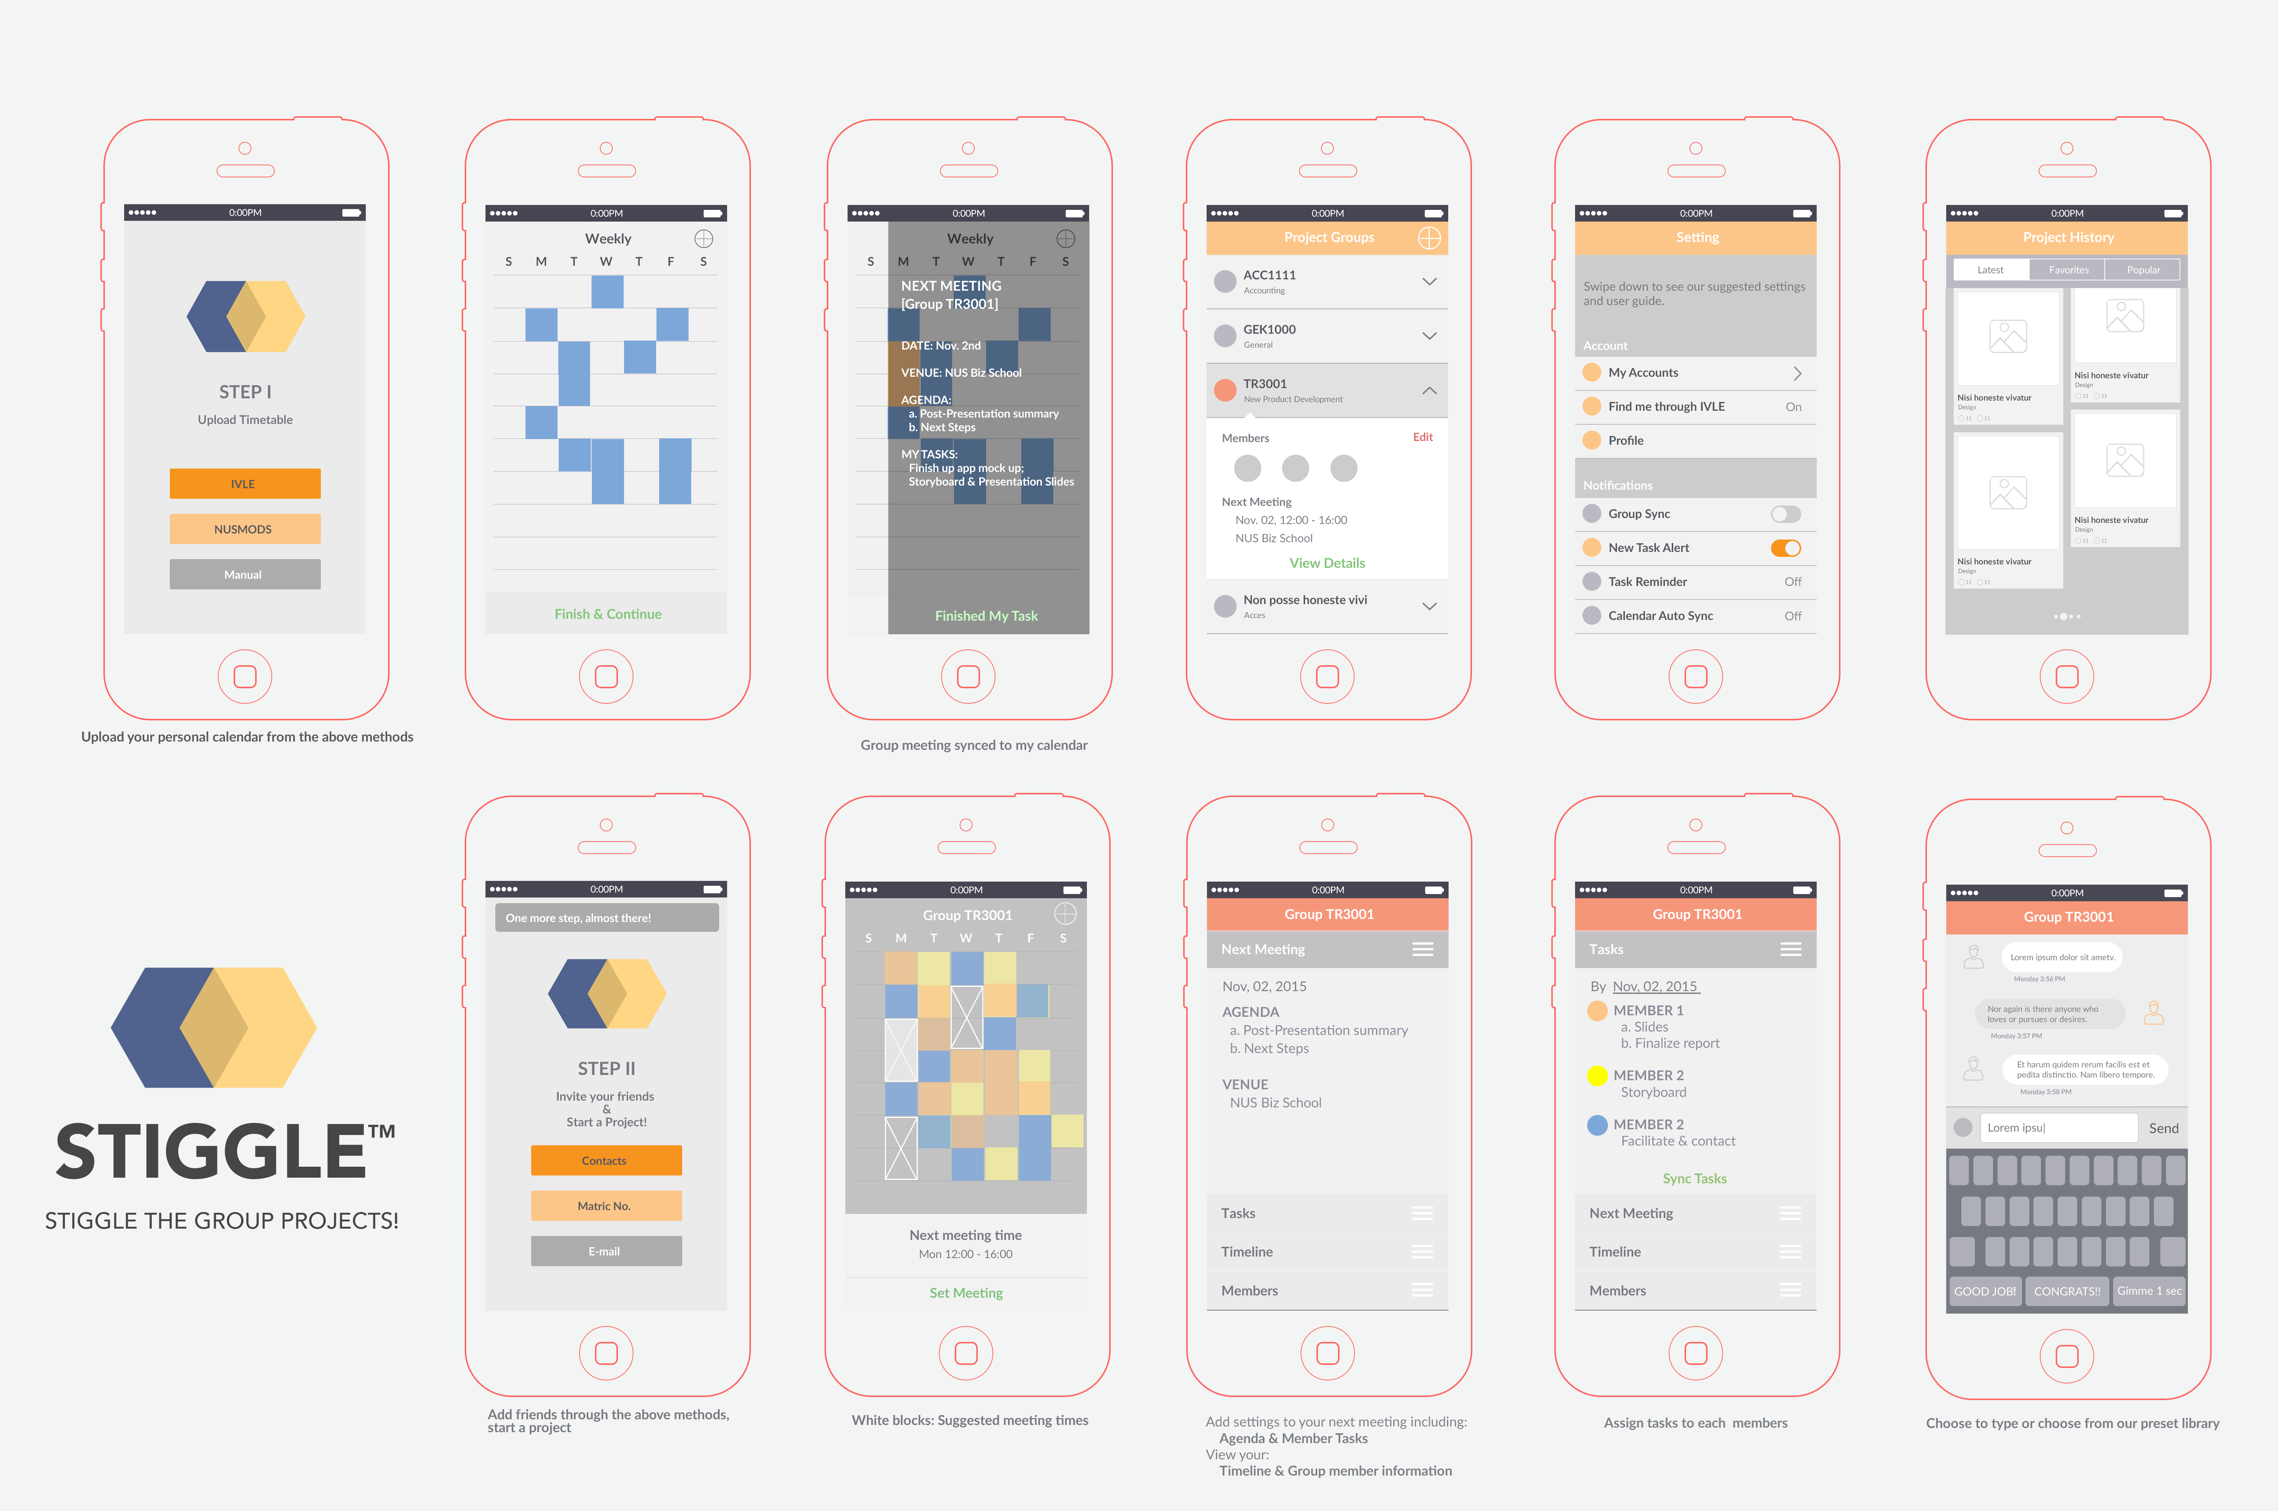 0:00PM
STEP I
Upload Timetable
IVLE
NUSMODS
Manual
Upload your personal calendar from the above methods
0:00PM
Weekly
S M T W T F S
Finish & Continue
0:00PM
Weekly
S M T W T F S
NEXT MEETING
[Group TR3001]
DATE: Nov. 2nd
VENUE: NUS Biz School
AGENDA:
a. Post-Presentation summary
b. Next Steps
MY TASKS:
Finish up app mock up;
Storyboard & Presentation Slides
Finished My Task
Group meeting synced to my calendar
0:00PM
Project Groups
ACC1111
Accounting
GEK1000
General
TR3001
New Product Development
Members Edit
Next Meeting
Nov. 02, 12:00 - 16:00
NUS Biz School
View Details
Non posse honeste vivi
Acces
0:00PM
Setting
Swipe down to see our suggested settings
and user guide.
Account
My Accounts
Find me through IVLE On
Profile
Notifications
Group Sync
New Task Alert
Task Reminder Off
Calendar Auto Sync Off
0:00PM
Project History
Latest Favorites Popular
Nisi honeste vivatur
Design
11 11
Nisi honeste vivatur
Design
11 11
Nisi honeste vivatur
Design
11 11
Nisi honeste vivatur
Design
11 11
STIGGLE™
STIGGLE THE GROUP PROJECTS!
0:00PM
One more step, almost there!
STEP II
Invite your friends
&
Start a Project!
Contacts
Matric No.
E-mail
Add friends through the above methods,
start a project
0:00PM
Group TR3001
S M T W T F S
Next meeting time
Mon 12:00 - 16:00
Set Meeting
White blocks: Suggested meeting times
0:00PM
Group TR3001
Next Meeting
Nov, 02, 2015
AGENDA
a. Post-Presentation summary
b. Next Steps
VENUE
NUS Biz School
Tasks
Timeline
Members
Add settings to your next meeting including:
Agenda & Member Tasks
View your:
Timeline & Group member information
0:00PM
Group TR3001
Tasks
By Nov, 02, 2015
MEMBER 1
a. Slides
b. Finalize report
MEMBER 2
Storyboard
MEMBER 2
Facilitate & contact
Sync Tasks
Next Meeting
Timeline
Members
Assign tasks to each members
0:00PM
Group TR3001
Lorem ipsum dolor sit ametv.
Monday 3:56 PM
Nor again is there anyone who
loves or pursues or desires.
Monday 3:57 PM
Et harum quidem rerum facilis est et
pedita distinctio. Nam libero tempore.
Monday 3:58 PM
Lorem ipsu| Send
GOOD JOB! CONGRATS!! Gimme 1 sec
Choose to type or choose from our preset library